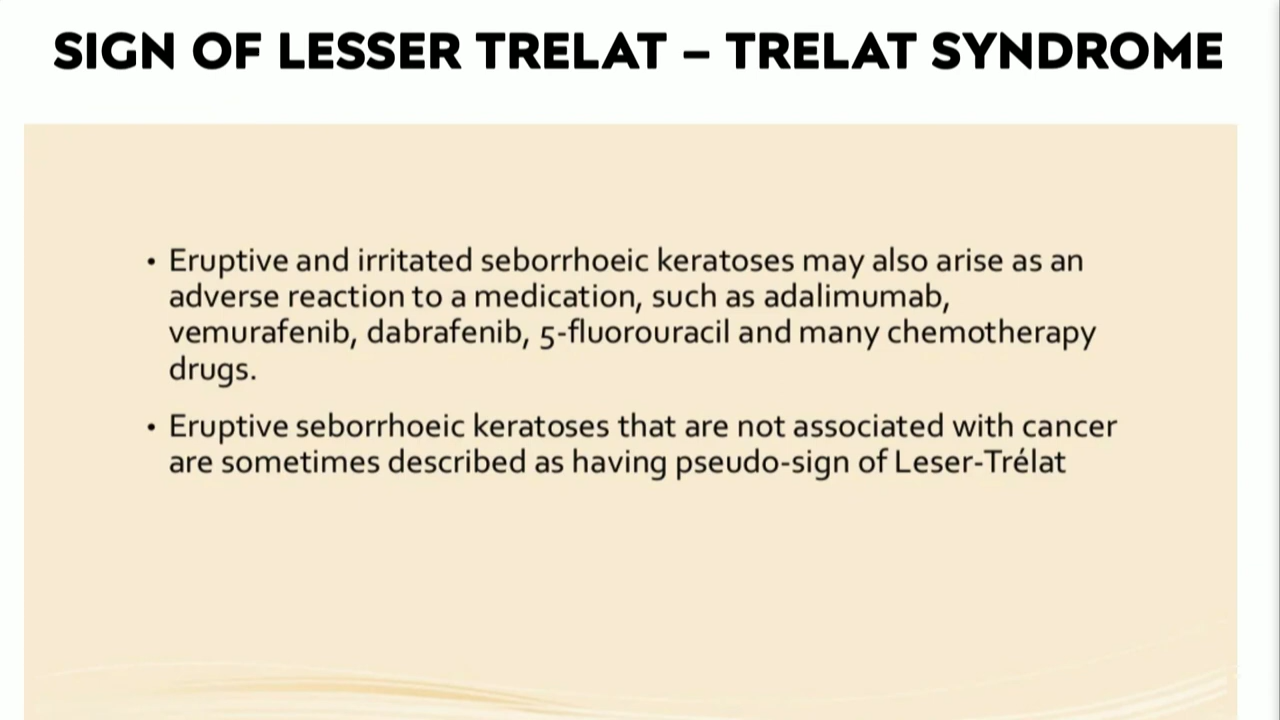 SIGN OF LESSER TRELAT – TRELAT SYNDROME
• Eruptive and irritated seborrhoeic keratoses may also arise as an
adverse reaction to a medication, such as adalimumab,
vemurafenib, dabrafenib, 5-fluorouracil and many chemotherapy
drugs.
• Eruptive seborrhoeic keratoses that are not associated with cancer
are sometimes described as having pseudo-sign of Leser-Trélat